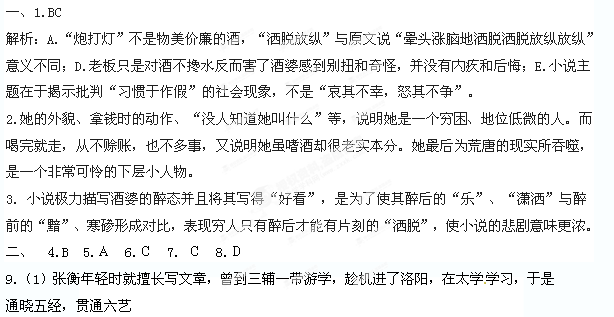 一、1.BC
解析：A.“炮打灯”不是物美价廉的酒，“洒脱放纵”与原文说“晕头涨脑地洒脱洒脱放纵放纵”
意义不同；D.老板只是对酒不搀水反而害了酒婆感到别扭和奇怪，并没有内疚和后悔；E.小说主
题在于揭示批判“习惯于作假”的社会现象，不是“哀其不幸，怒其不争”。
2.她的外貌、拿钱时的动作、“没人知道她叫什么”等，说明她是一个穷困、地位低微的人。而
喝完就走，从不赊账，也不多事，又说明她虽嗜酒却很老实本分。她最后为荒唐的现实所吞噬，
是一个非常可怜的下层小人物。
3. 小说极力描写酒婆的醉态并且将其写得“好看”，是为了使其醉后的“乐”、“潇洒”与醉
前的“黯”、寒碜形成对比，表现穷人只有醉后才能有片刻的“洒脱”，使小说的悲剧意味更浓。
二、 4.B 5.A 6.C 7. C 8.D
9.（1）张衡年轻时就擅长写文章，曾到三辅一带游学，趁机进了洛阳，在太学学习，于是
通晓五经，贯通六艺